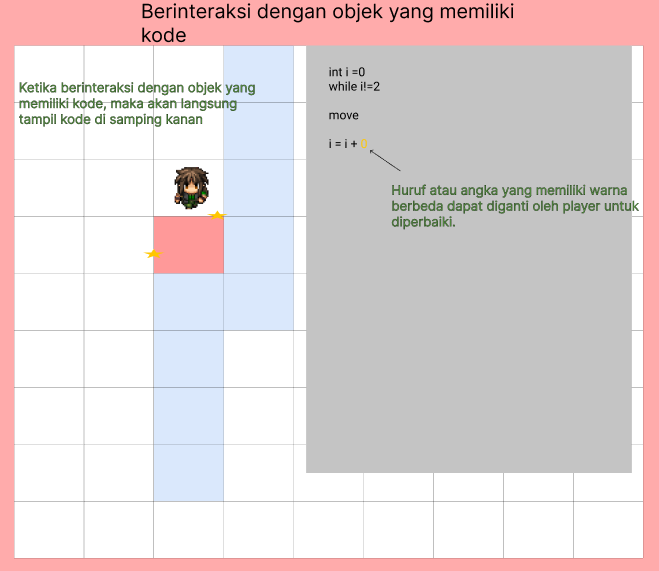 Berinteraksi dengan objek yang memiliki
kode
Ketika berinteraksi dengan objek yang
memiliki kode, maka akan langsung
tampil kode di samping kanan
int i =0
while i!=2
move
i = i + 0
Huruf atau angka yang memiliki warna
berbeda dapat diganti oleh player untuk
diperbaiki.